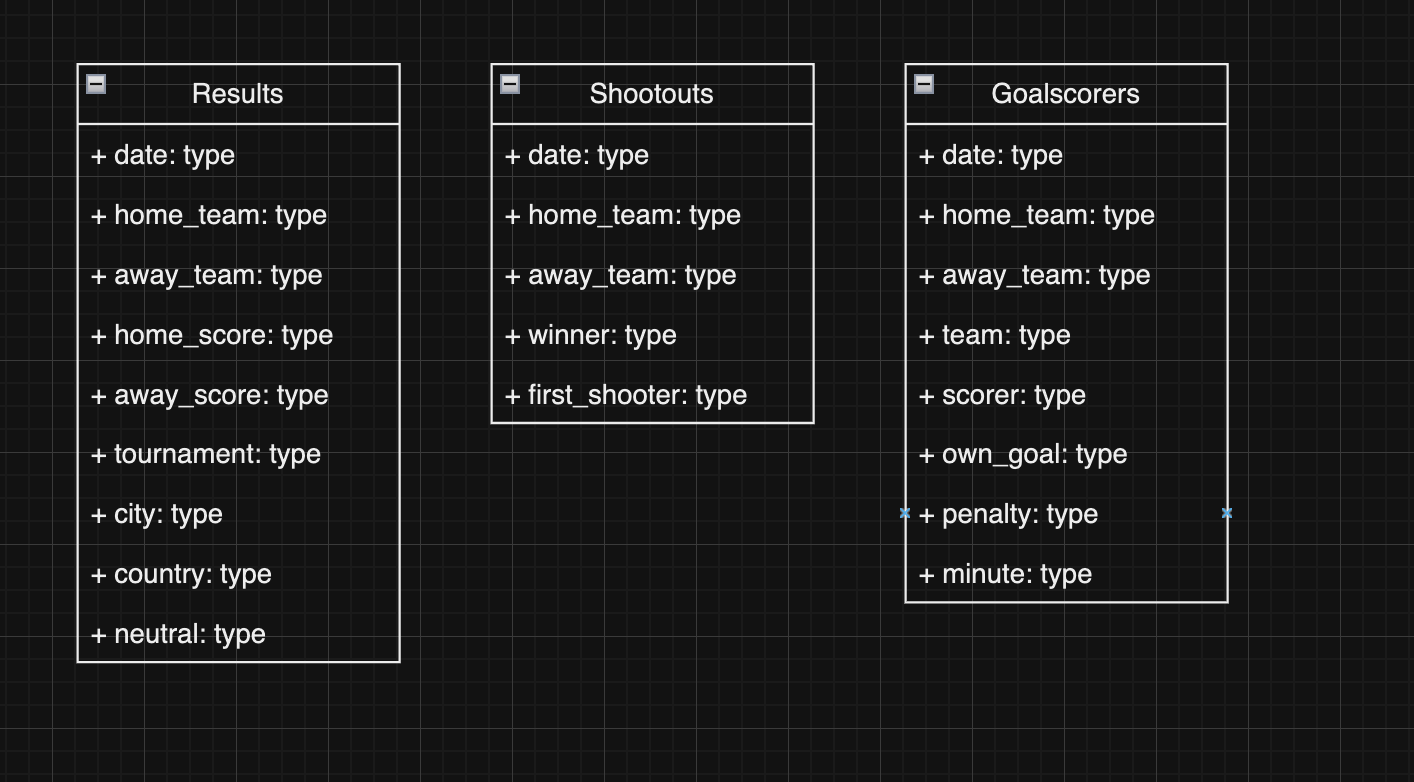 Results
+ date: type
+ home_team: type
+ away_team: type
+ home_score: type
+ away_score: type
+ tournament: type
+ city: type
+ country: type
+ neutral: type
Shootouts
+ date: type
+ home_team: type
+ away_team: type
+ winner: type
+ first_shooter: type
Goalscorers
+ date: type
+ home_team: type
+ away_team: type
+ team: type
+ scorer: type
+ own_goal: type
+ penalty: type
+ minute: type